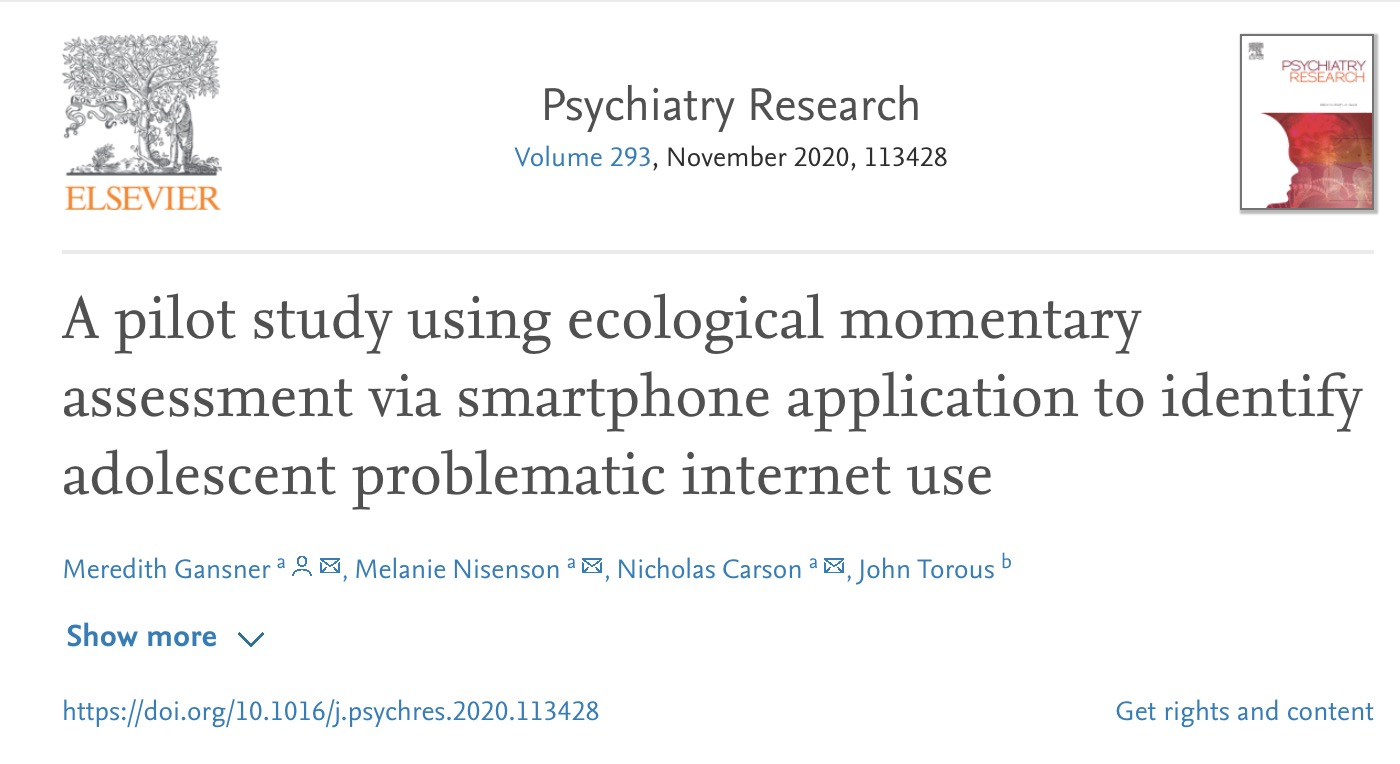 ELSEVIER
Psychiatry Research
Volume 293, November 2020, 113428
PSYCHIATRY
RESEARCH
A pilot study using ecological momentary
assessment via smartphone application to identify
adolescent problematic internet use
Meredith Gansner a, Melanie Nisenson a, Nicholas Carson a, John Torous b
Show more
https://doi.org/10.1016/j.psychres.2020.113428
Get rights and content